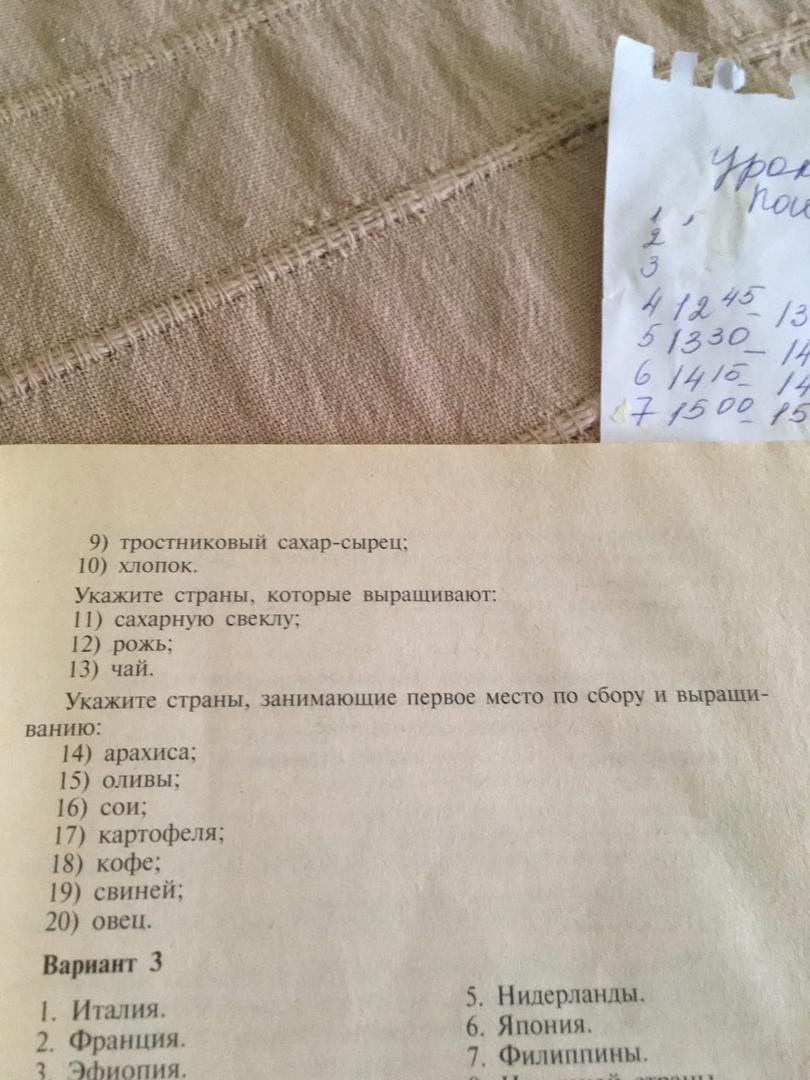 1
2
3
4 12 45 - 13
5 13 30 - 14
6 14 15 - 14
7 15 00 - 15
9) тростниковый сахар-сырец;
10) хлопок.
Укажите страны, которые выращивают:
11) сахарную свеклу;
12) рожь;
13) чай.
Укажите страны, занимающие первое место по сбору и выращи-
ванию:
14) арахиса;
15) оливы;
16) сои;
17) картофеля;
18) кофе;
19) свиней;
20) овец.
Вариант 3
1. Италия.
2. Франция.
3. Эфиопия.
5. Нидерланды.
6. Япония.
7. Филиппины.